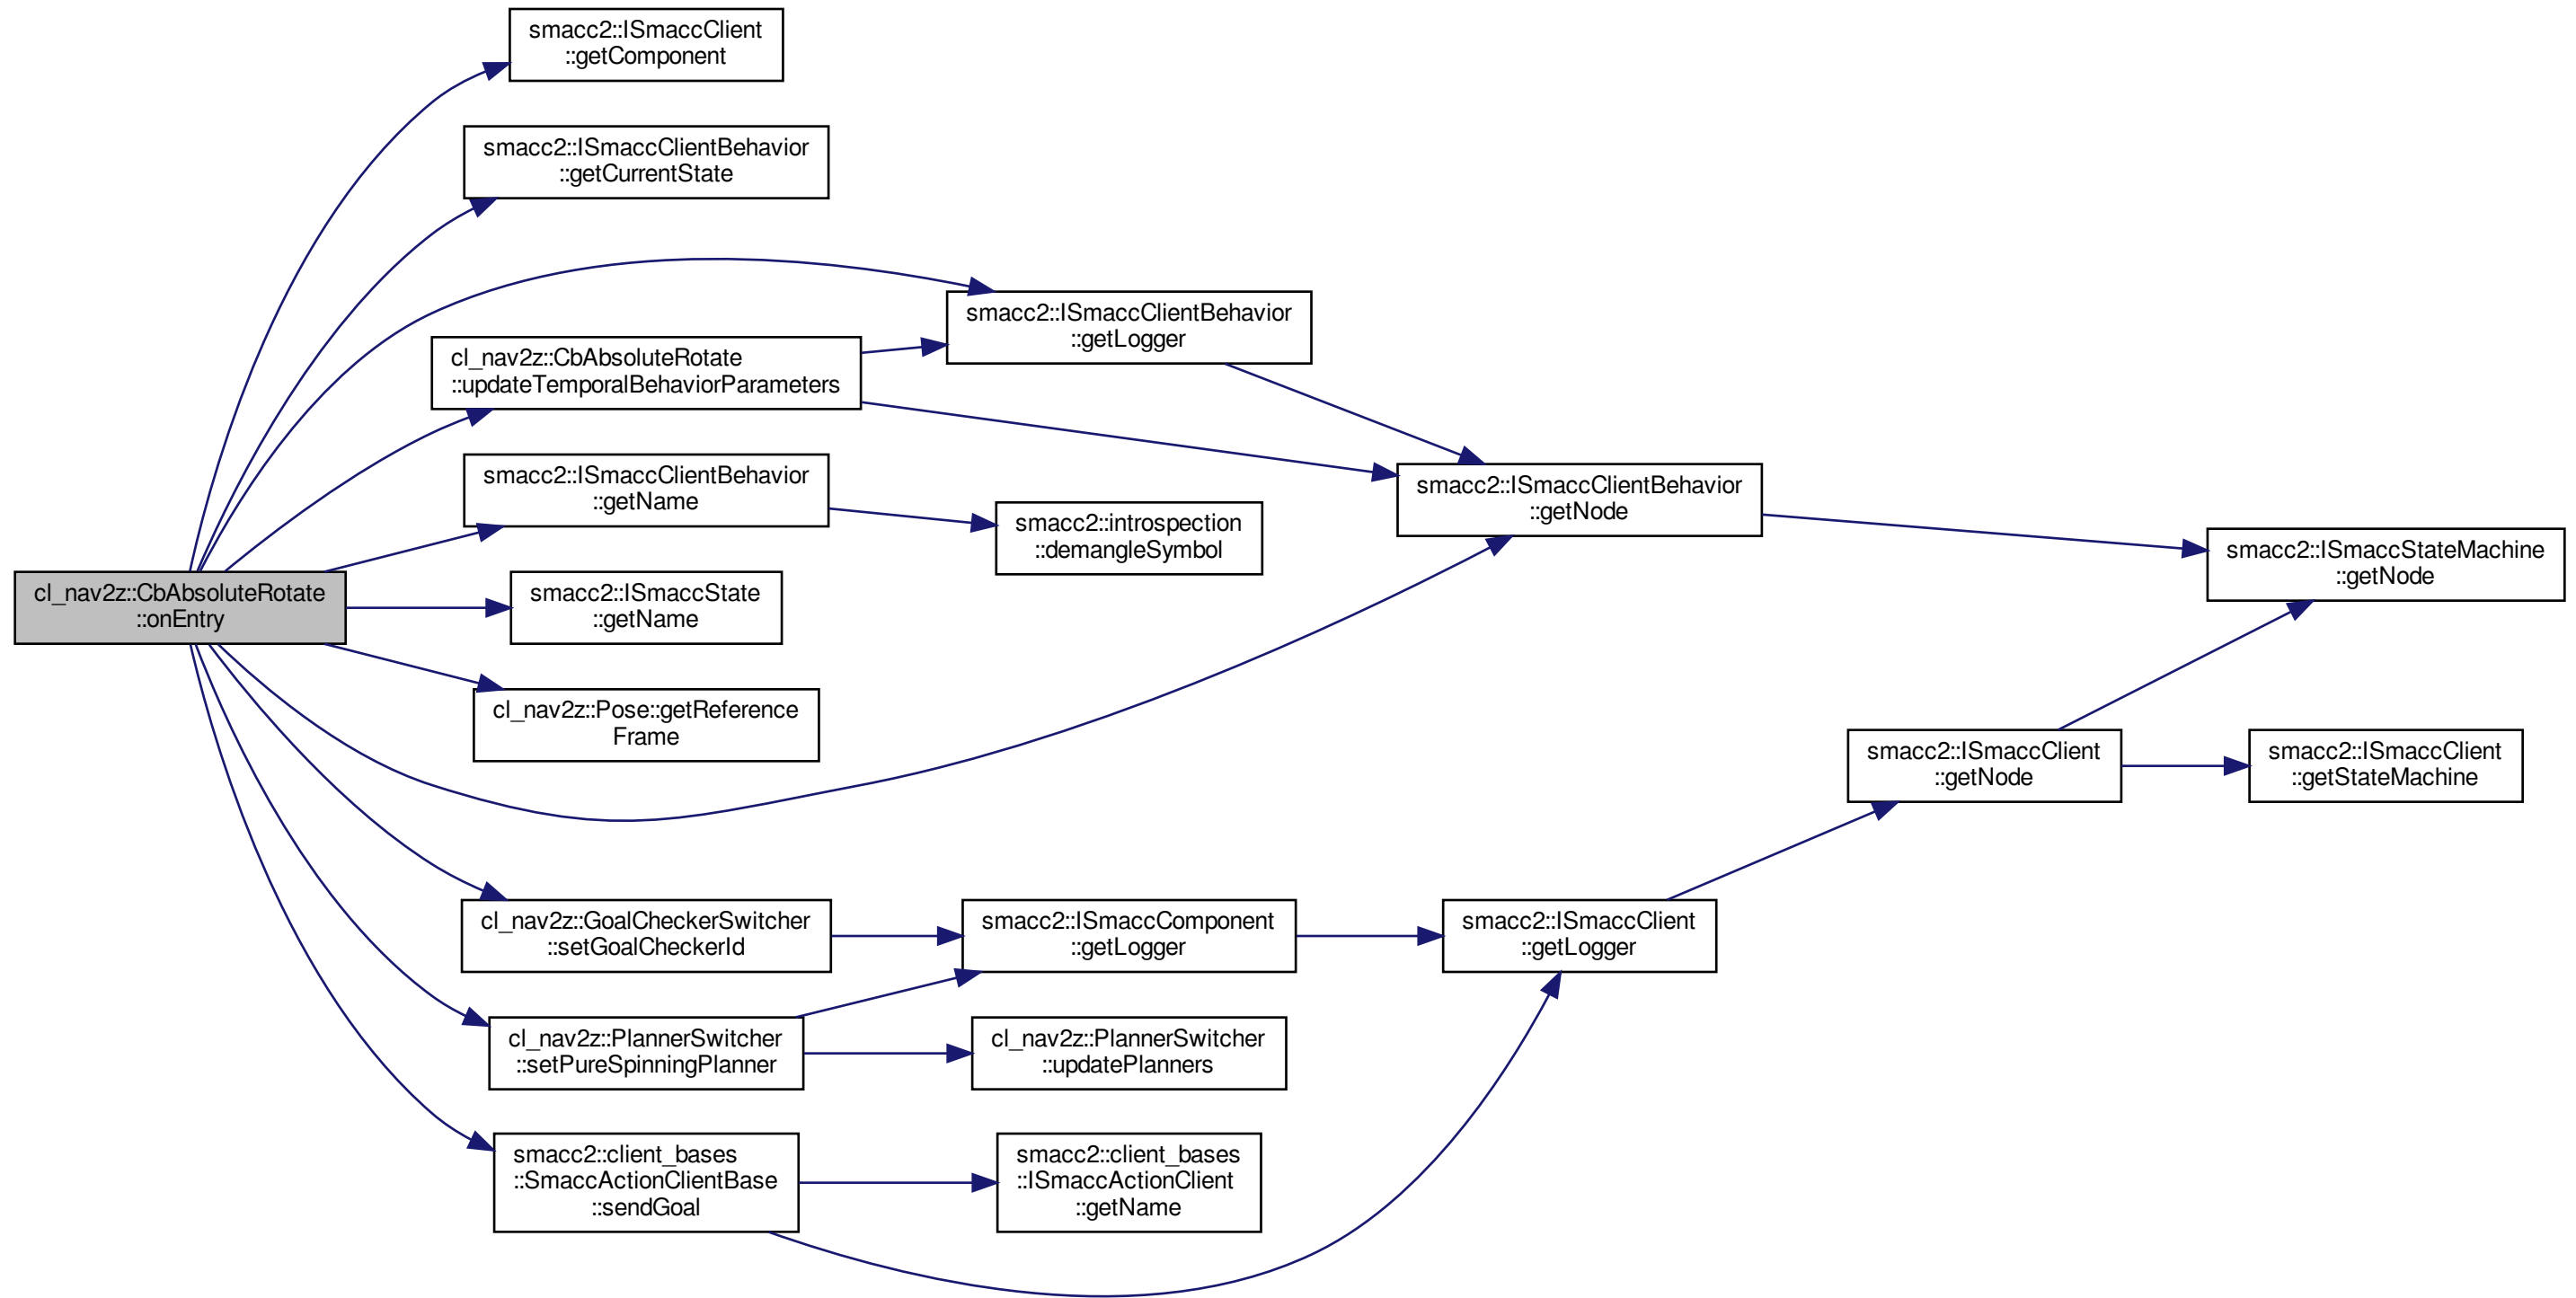 smacc2::ISmaccClient
::getComponent
smacc2::ISmaccClientBehavior
::getCurrentState
smacc2::ISmaccClientBehavior
::getLogger
cl_nav2z::CbAbsoluteRotate
::updateTemporalBehaviorParameters
smacc2::ISmaccClientBehavior
::getName
smacc2::ISmaccClientBehavior
::getNode
smacc2::introspection
::demangleSymbol
smacc2::ISmaccStateMachine
::getNode
cl_nav2z::CbAbsoluteRotate
::onEntry
smacc2::ISmaccState
::getName
cl_nav2z::Pose::getReference
Frame
smacc2::ISmaccClient
::getNode
smacc2::ISmaccClient
::getStateMachine
cl_nav2z::GoalCheckerSwitcher
::setGoalCheckerId
smacc2::ISmaccComponent
::getLogger
smacc2::ISmaccClient
::getLogger
cl_nav2z::PlannerSwitcher
::setPureSpinningPlanner
cl_nav2z::PlannerSwitcher
::updatePlanners
smacc2::client_bases
::SmaccActionClientBase
::sendGoal
smacc2::client_bases
::ISmaccActionClient
::getName